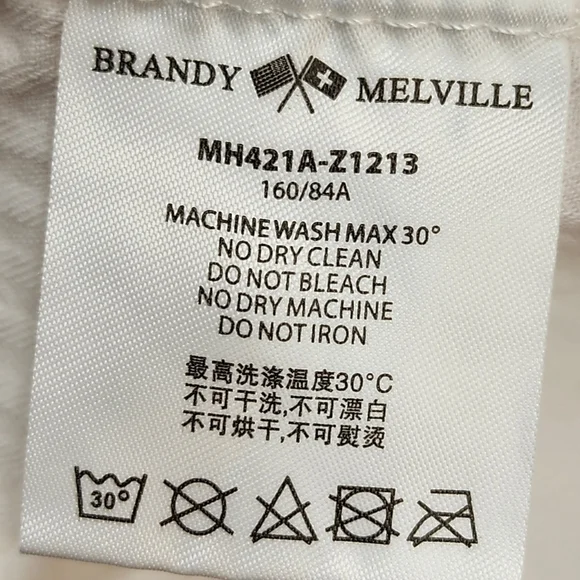 BRANDY MELVILLE
MH421A-Z1213
160/84A
MACHINE WASH MAX 30°
NO DRY CLEAN
DO NOT BLEACH
NO DRY MACHINE
DO NOT IRON
最高洗涤温度30°C
不可干洗,不可漂白
不可烘干,不可熨烫
30°